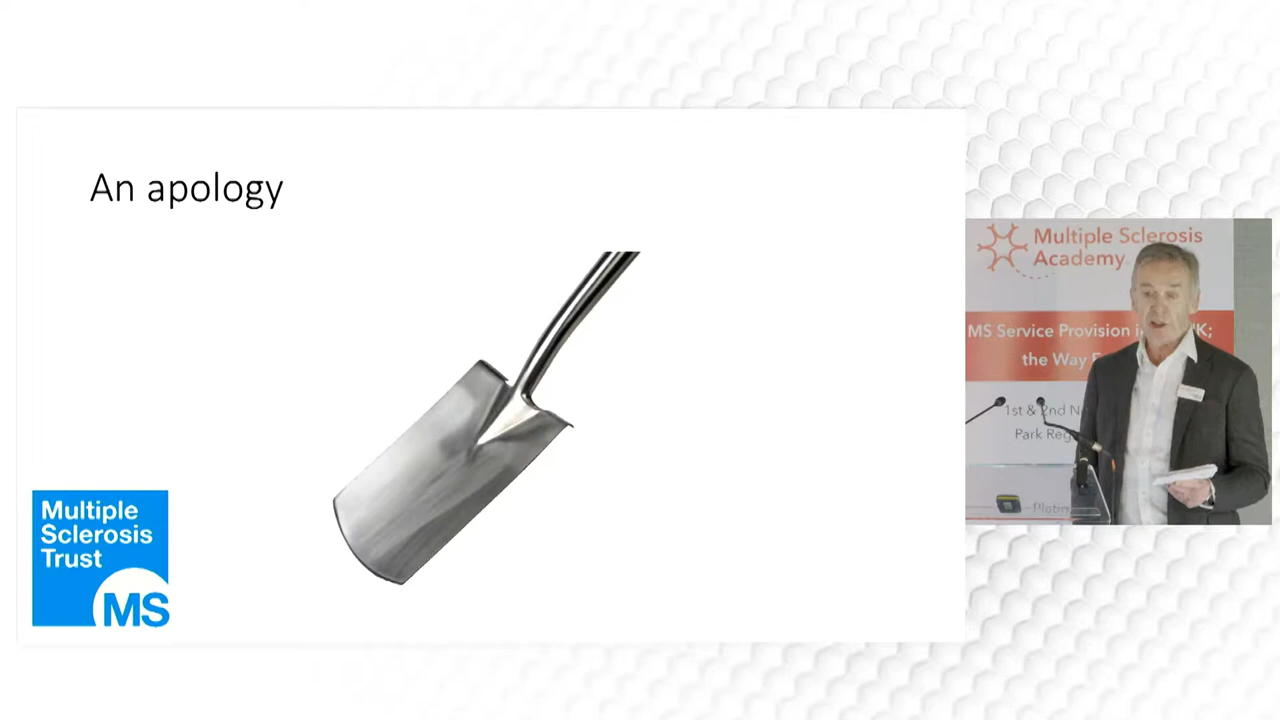 An apology
Multiple
Sclerosis
Trust
MS
Multiple Sclerosis
Academy
MS Service Provision i K;
the Way
1st & 2nd N
Park Reg